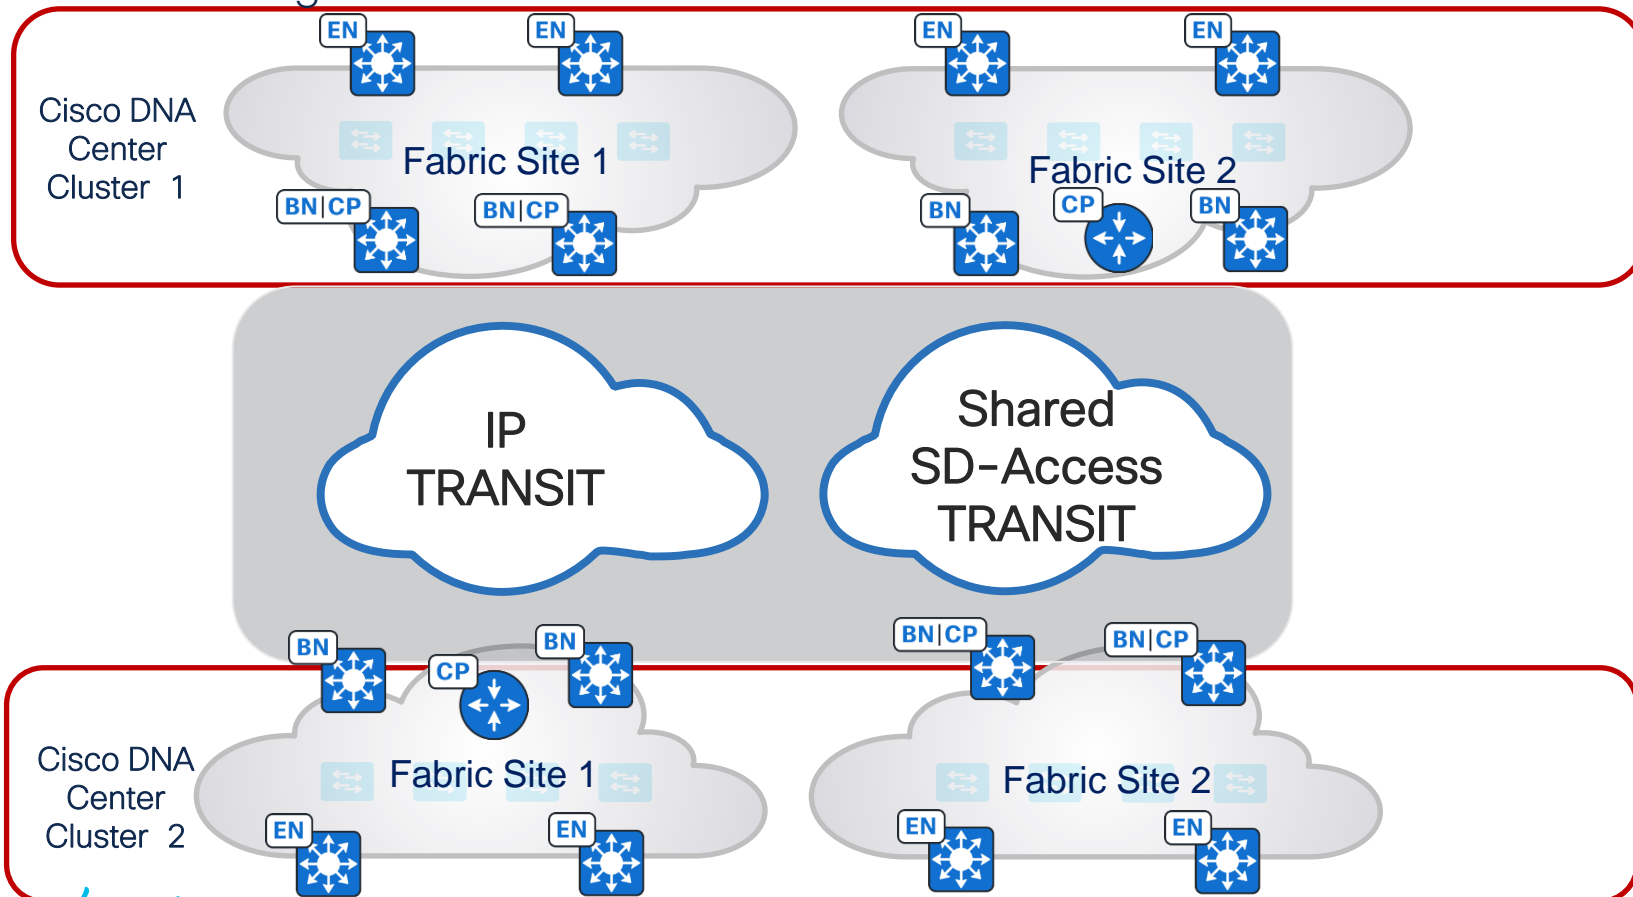 EN
EN
EN
EN
Cisco DNA
Center
Cluster 1
Fabric Site 1
Fabric Site 2
BN|CP
BN|CP
BN
CP
BN
IP
TRANSIT
Shared
SD-Access
TRANSIT
BN
CP
BN
BN|CP
BN|CP
Cisco DNA
Center
Cluster 2
Fabric Site 1
Fabric Site 2
EN
EN
EN
EN